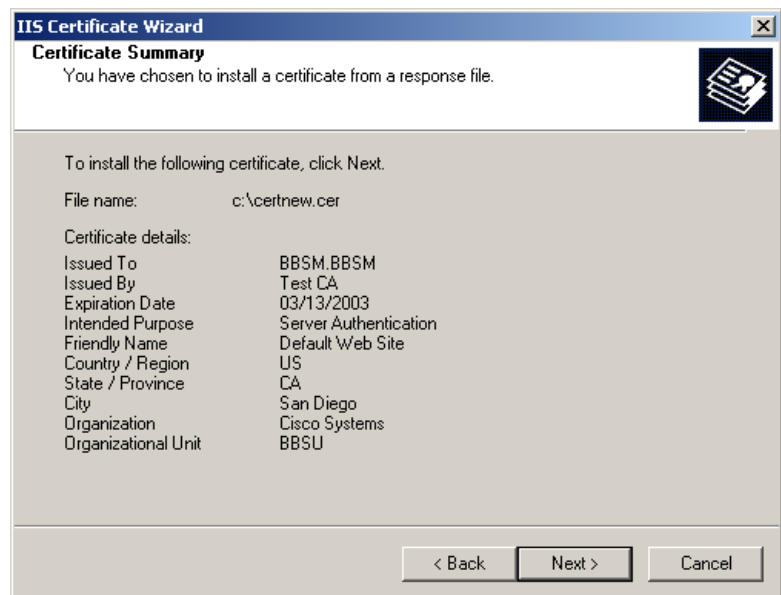 IIS Certificate Wizard
Certificate Summary
You have chosen to install a certificate from a response file.
To install the following certificate, click Next.
File name: c:\certnew.cer
Certificate details:
Issued To BBSM.BBSM
Issued By Test CA
Expiration Date 03/13/2003
Intended Purpose Server Authentication
Friendly Name Default Web Site
Country / Region US
State / Province CA
City San Diego
Organization Cisco Systems
Organizational Unit BBSU
< Back Next > Cancel